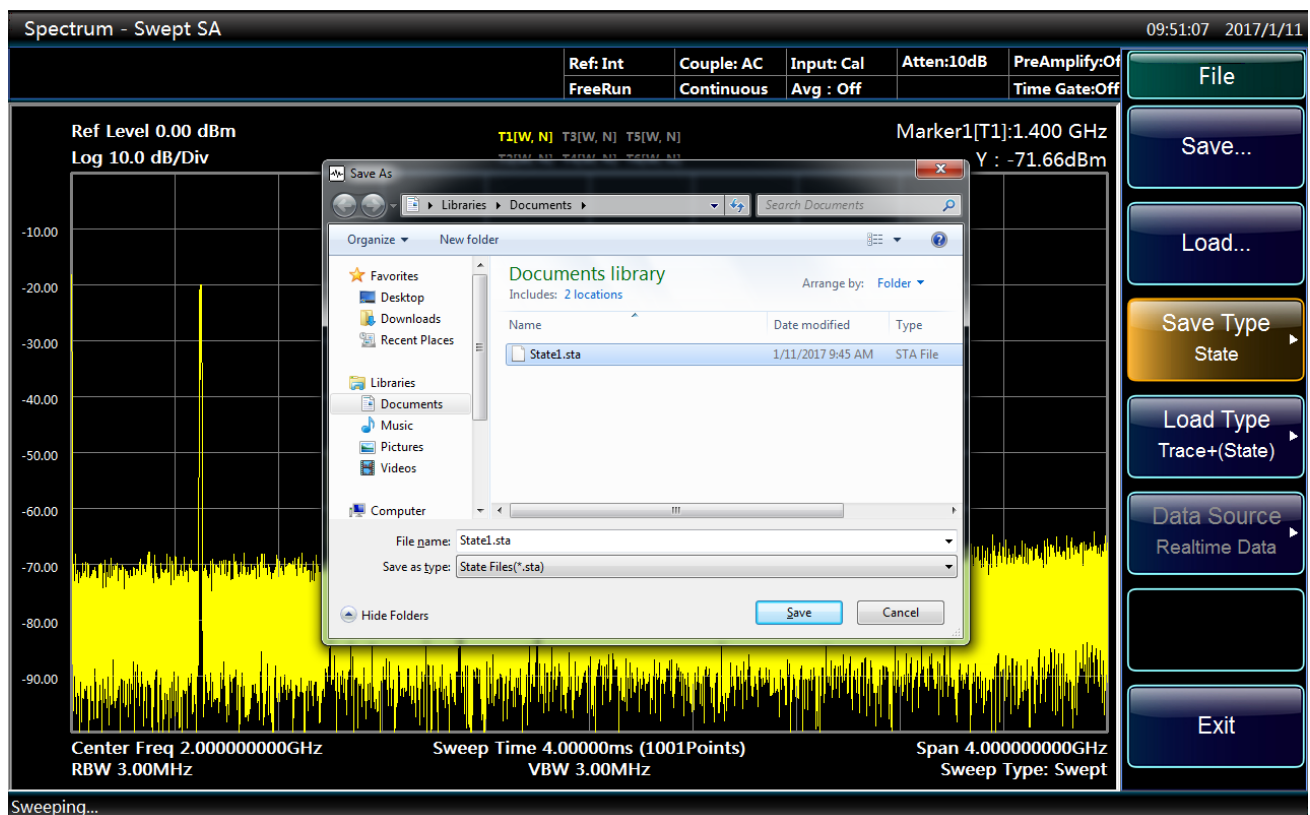 Spectrum - Swept SA
09:51:07 2017/1/11
Ref: Int Couple: AC Input: Cal Atten:10dB PreAmplify:Of
FreeRun Continuous Avg : Off Time Gate:Off
File
Ref Level 0.00 dBm
Log 10.0 dB/Div
T1[W, N] T3[W, N] T5[W, N]
T2[W, N] T4[W, N] T6[W, N]
Marker1[T1]:1.400 GHz
Y : -71.66dBm
Save As
Libraries Documents
Search Documents
Organize New folder
Favorites
Desktop
Downloads
Recent Places
Libraries
Documents
Music
Pictures
Videos
Computer
Documents library
Includes: 2 locations
Arrange by: Folder
Name Date modified Type
State1.sta 1/11/2017 9:45 AM STA File
File name: State1.sta
Save as type: State Files(*.sta)
Hide Folders
Save Cancel
-10.00
-20.00
-30.00
-40.00
-50.00
-60.00
-70.00
-80.00
-90.00
Center Freq 2.000000000GHz Sweep Time 4.00000ms (1001Points) Span 4.000000000GHz
RBW 3.00MHz VBW 3.00MHz Sweep Type: Swept
Save...
Load...
Save Type
State
Load Type
Trace+(State)
Data Source
Realtime Data
Exit
Sweeping...